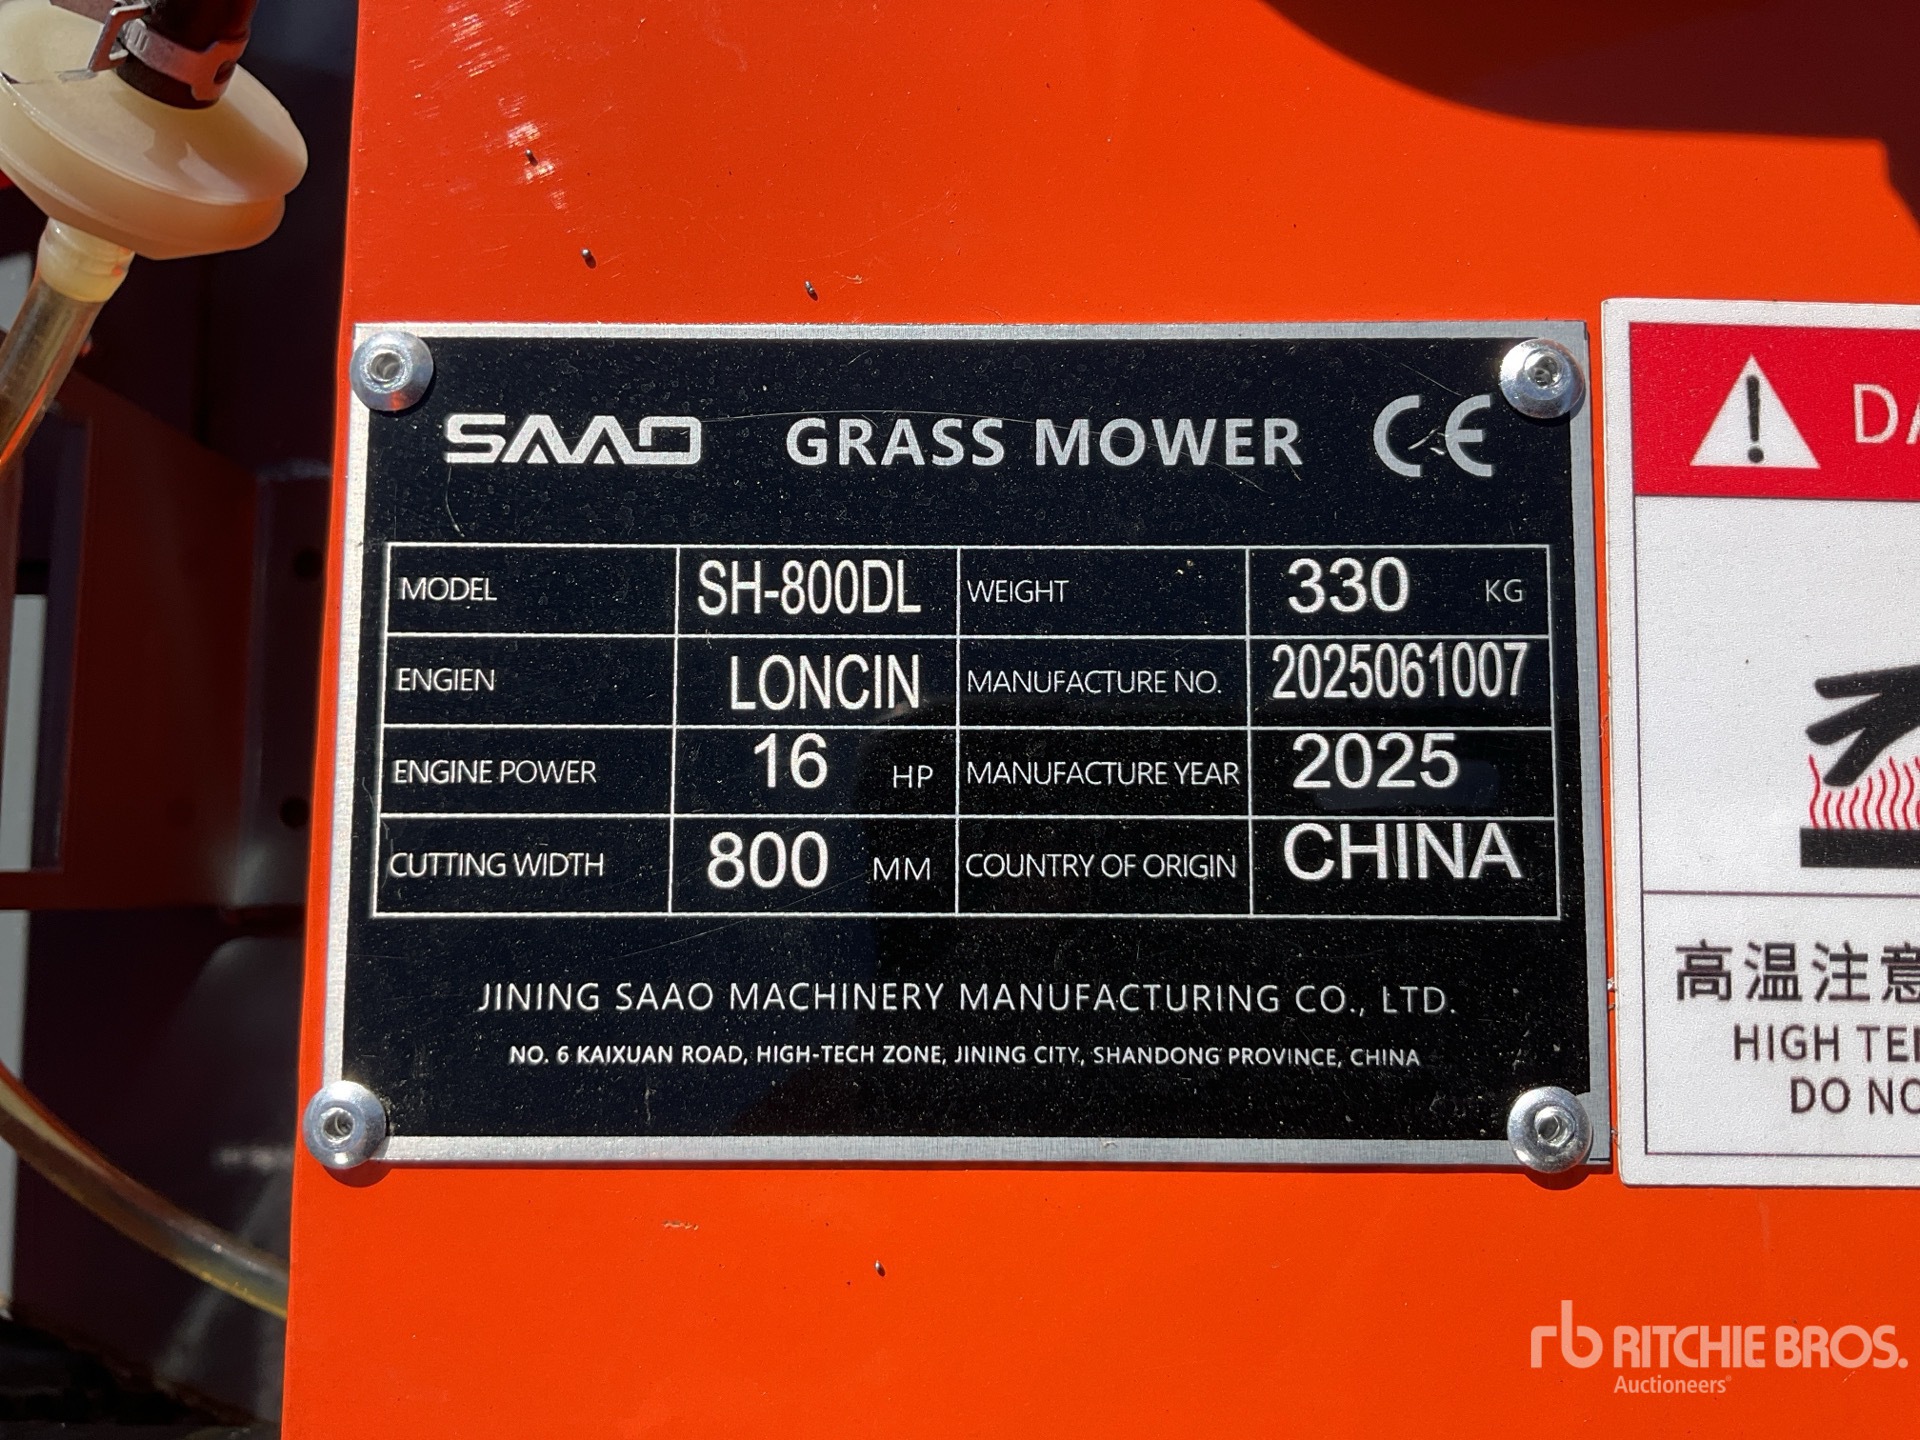 SAAO GRASS MOWER CE
MODEL SH-800DL WEIGHT 330 KG
ENGIEN LONCIN MANUFACTURE NO. 2025061007
ENGINE POWER 16 HP MANUFACTURE YEAR 2025
CUTTING WIDTH 800 MM COUNTRY OF ORIGIN CHINA
JINING SAAO MACHINERY MANUFACTURING CO., LTD.
NO. 6 KAIXUAN ROAD, HIGH-TECH ZONE, JINING CITY, SHANDONG PROVINCE, CHINA
高温注意
HIGH
DO
rb RITCHIE BROS.
Auctioneers